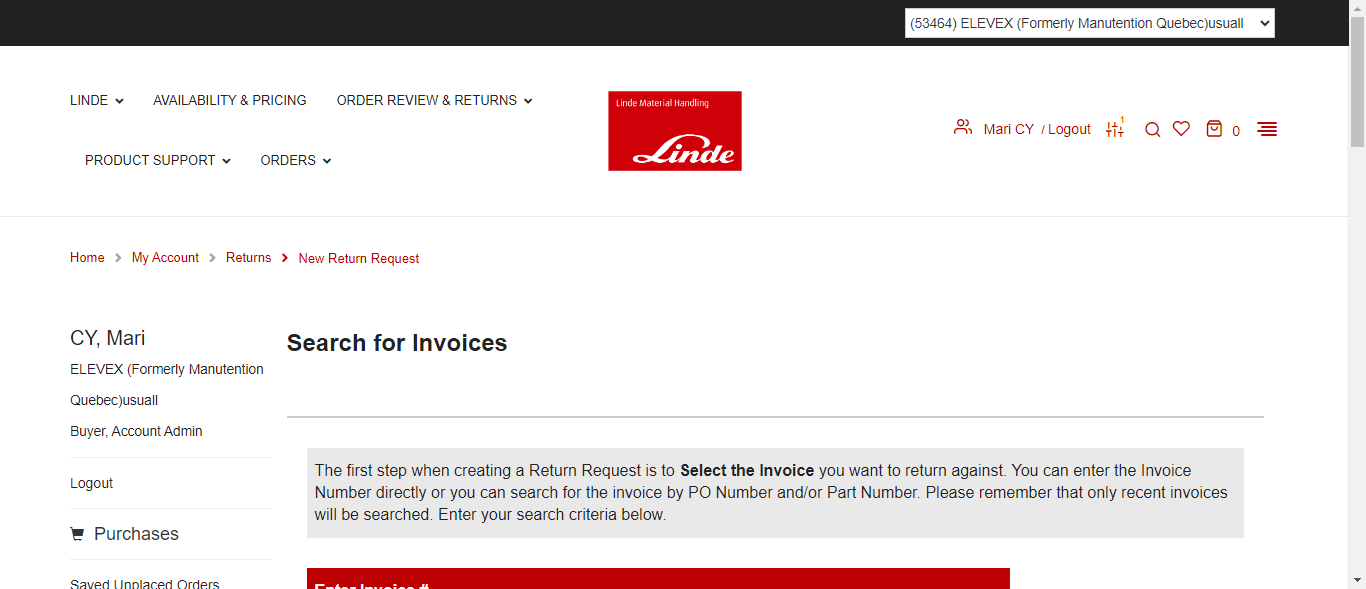 (53464) ELEVEX (Formerly Manutention Quebec)usuall
LINDE
AVAILABILITY & PRICING
ORDER REVIEW & RETURNS
PRODUCT SUPPORT
ORDERS
Linde Material Handling
Linde
Mari CY / Logout
1
0
Home
My Account
Returns
New Return Request
CY, Mari
ELEVEX (Formerly Manutention
Quebec)usuall
Buyer, Account Admin
Logout
Purchases
Saved Unplaced Orders
Search for Invoices
The first step when creating a Return Request is to Select the Invoice you want to return against. You can enter the Invoice
Number directly or you can search for the invoice by PO Number and/or Part Number. Please remember that only recent invoices
will be searched. Enter your search criteria below.
Enter Invoice #